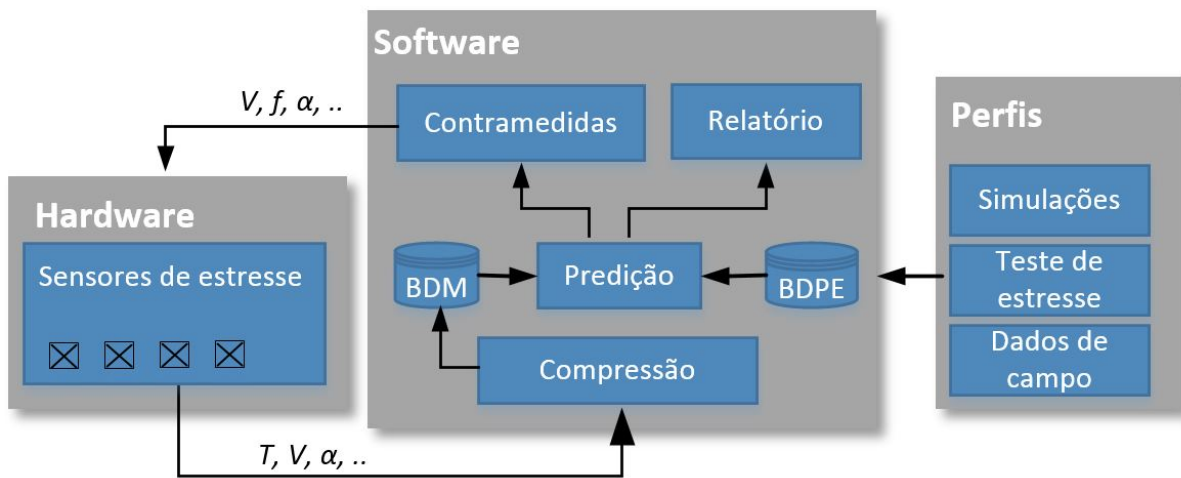 Software
V, f, α, ..
Contramedidas
Relatório
Perfis
Simulações
Hardware
Sensores de estresse
BDM
Predição
BDPE
Teste de
estresse
Compressão
Dados de
campo
T, V, α, ..